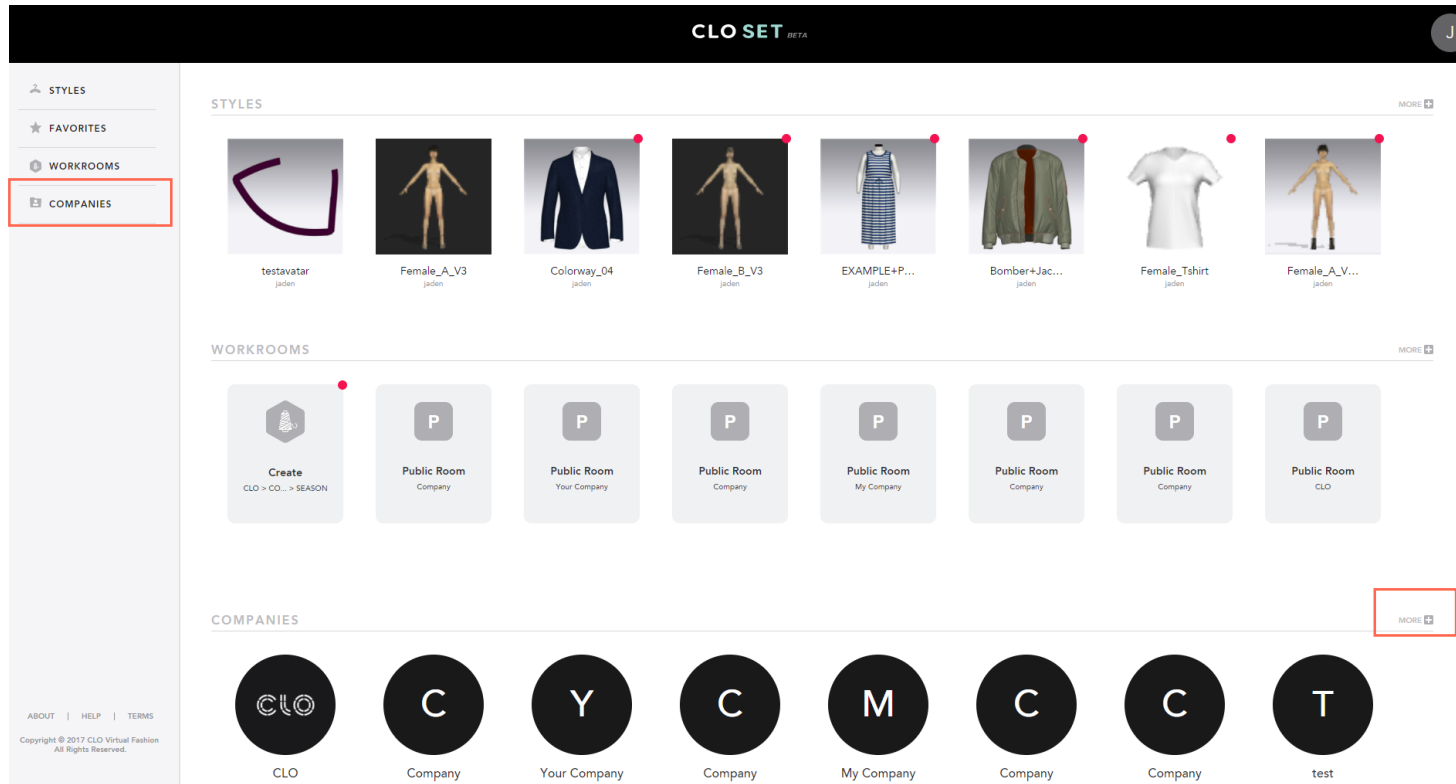 CLO SET BETA
J
STYLES
FAVORITES
WORKROOMS
COMPANIES
STYLES
MORE
testavatar
jaden
Female_A_V3
jaden
Colorway_04
jaden
Female_B_V3
jaden
EXAMPLE+P...
jaden
Bomber+Jac...
jaden
Female_Tshirt
jaden
Female_A_V...
jaden
WORKROOMS
MORE
Create
CLO > CO... > SEASON
P
Public Room
Company
P
Public Room
Your Company
P
Public Room
Company
P
Public Room
My Company
P
Public Room
Company
P
Public Room
Company
P
Public Room
CLO
COMPANIES
MORE
CLO
CLO
C
Company
Y
Your Company
C
Company
M
My Company
C
Company
C
Company
T
test
ABOUT | HELP | TERMS
Copyright © 2017 CLO Virtual Fashion
All Rights Reserved.